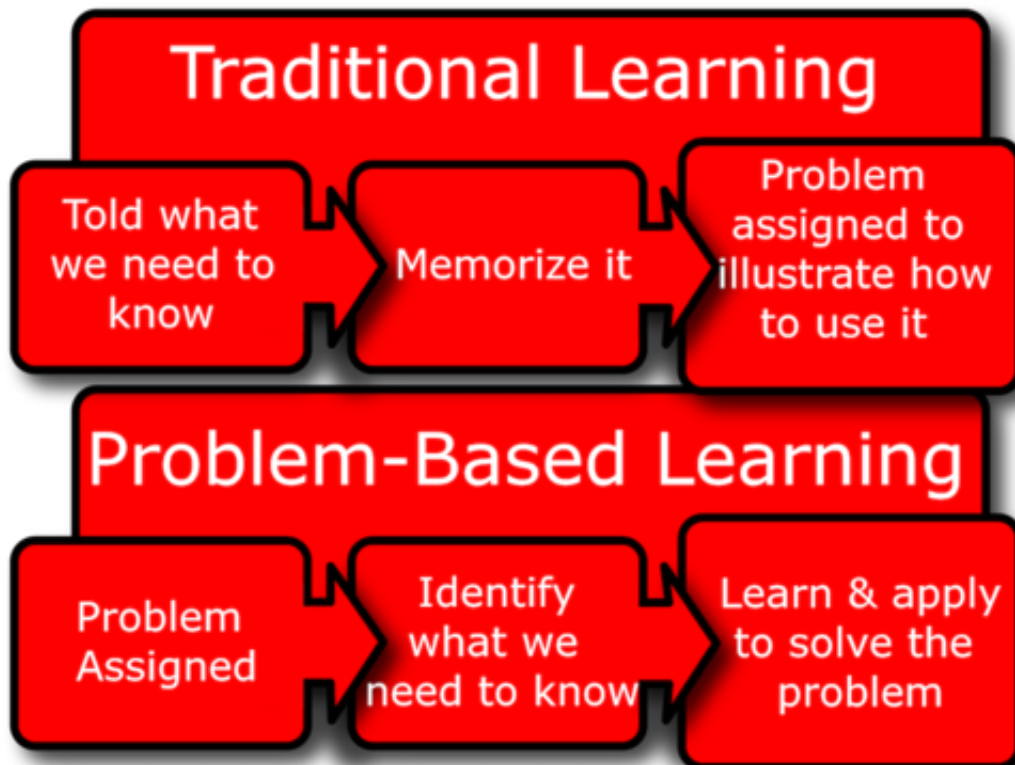 Traditional Learning
Told what
we need to
know
Memorize it
Problem
assigned to
illustrate how
to use it
Problem-Based Learning
Problem
Assigned
Identify
what we
need to know
Learn & apply
to solve the
problem